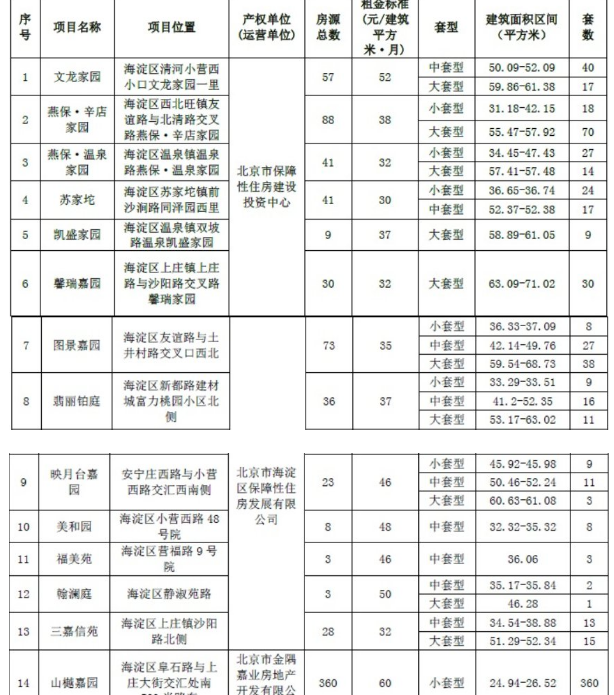 序号 项目名称 项目位置 产权单位(运营单位) 房源总数 租金标准(元/建筑平方米·月) 套型 建筑面积区间(平方米) 套数
1 文龙家园 海淀区清河小营西小口文龙家园一里 北京市保障性住房建设投资中心 57 52 中套型 50.09-52.09 40
大套型 59.86-61.38 17
2 燕保·辛店家园 海淀区西北旺镇友谊路与北清路交叉路燕保·辛店家园 88 38 小套型 31.18-42.15 18
大套型 55.47-57.92 70
3 燕保·温泉家园 海淀区温泉镇温泉路燕保·温泉家园 41 32 小套型 34.45-47.43 27
大套型 57.41-57.48 14
4 苏家坨 海淀区苏家坨镇前沙涧路同泽园西里 41 30 小套型 36.65-36.74 24
中套型 52.37-52.38 17
5 凯盛家园 海淀区温泉镇双坡路温泉凯盛家园 9 37 大套型 58.89-61.05 9
6 馨瑞嘉园 海淀区上庄镇上庄路与沙阳路交叉路馨瑞家园 30 32 大套型 63.09-71.02 30
7 图景嘉园 海淀区友谊路与土井村路交叉口西北 73 35 小套型 36.33-37.09 8
中套型 42.14-49.76 27
大套型 59.54-68.73 38
8 翡丽铂庭 海淀区新都路建材城富力桃园小区北侧 36 37 小套型 33.29-33.51 9
中套型 41.2-52.35 16
大套型 53.17-63.02 11
9 映月台嘉园 安宁庄西路与小营西路交汇西南侧 北京市海淀区保障性住房发展有限公司 23 46 小套型 45.92-45.98 9
中套型 50.46-52.24 11
大套型 60.63-61.08 3
10 美和园 海淀区小营西路48号院 8 48 中套型 32.32-35.32 8
11 福美苑 海淀区营福路9号院 3 46 中套型 36.06 3
12 翰澜庭 海淀区静淑苑路 3 50 中套型 35.17-35.84 2
大套型 46.28 1
13 三嘉信苑 海淀区上庄镇沙阳路北侧 28 32 中套型 34.54-38.88 13
大套型 51.29-52.34 15
14 山樾嘉园 海淀区阜石路与上庄大街交汇处南 北京市金隅嘉业房地产开发有限公 360 60 小套型 24.94-26.52 360